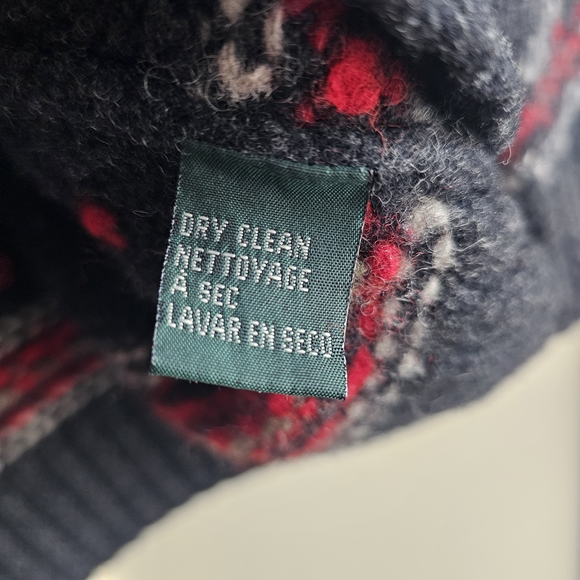 DRY CLEAN
NETTOYAGE
À SEC
LAVAR EN SECO